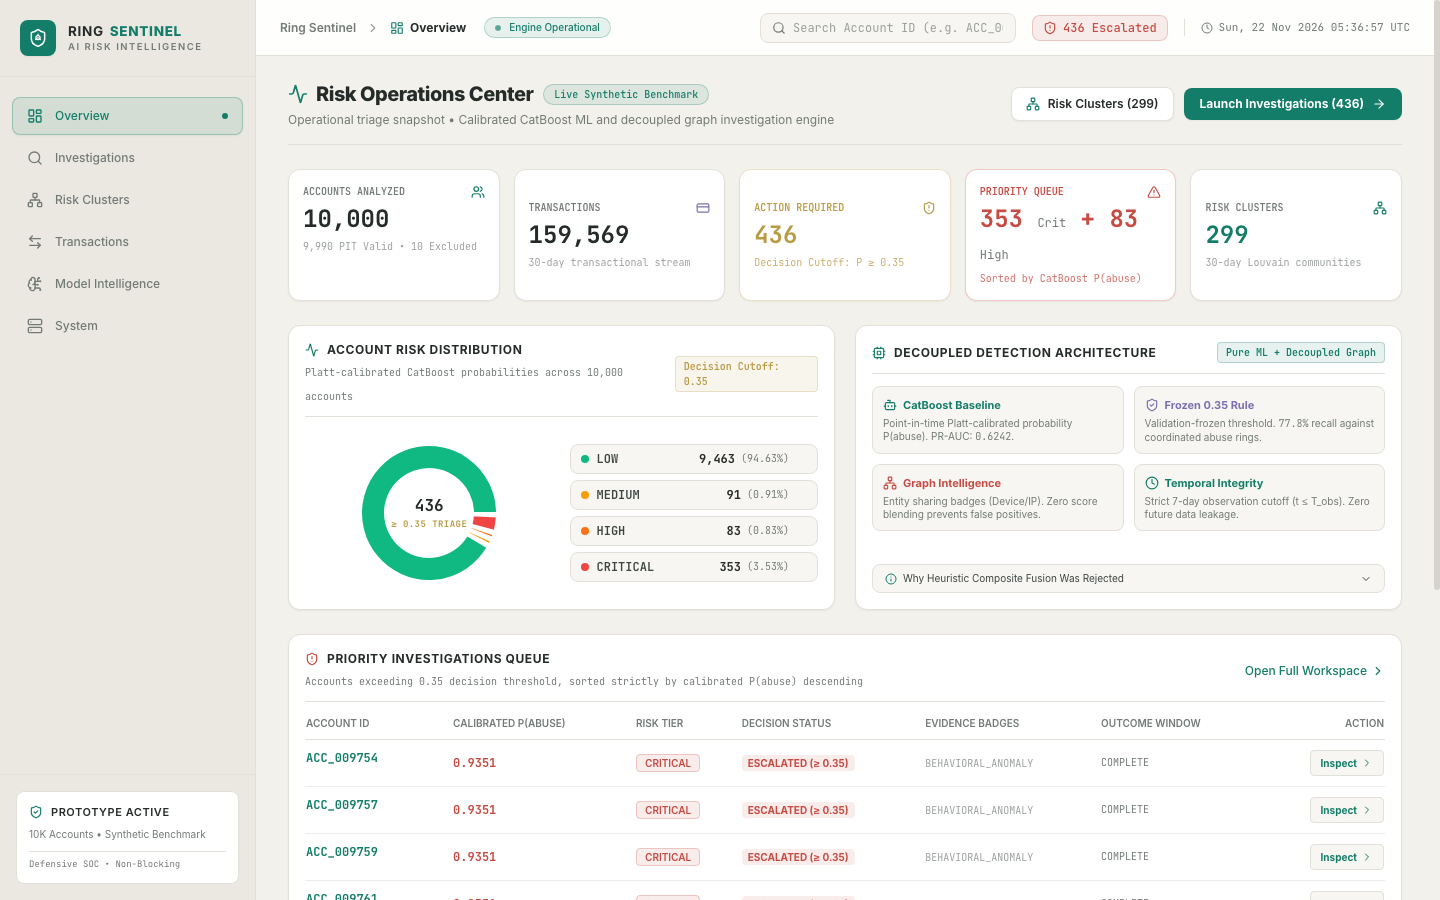 RING SENTINEL
AI RISK INTELLIGENCE
Overview
Investigations
Risk Clusters
Transactions
Model Intelligence
System
PROTOTYPE ACTIVE
10K Accounts • Synthetic Benchmark
Defensive SOC • Non-Blocking
Ring Sentinel > Overview
Engine Operational
Search Account ID (e.g. ACC_0
436 Escalated
Sun, 22 Nov 2026 05:36:57 UTC
Risk Operations Center
Live Synthetic Benchmark
Operational triage snapshot • Calibrated CatBoost ML and decoupled graph investigation engine
Risk Clusters (299)
Launch Investigations (436) →
ACCOUNTS ANALYZED
10,000
9,990 PIT Valid • 10 Excluded
TRANSACTIONS
159,569
30-day transactional stream
ACTION REQUIRED
436
Decision Cutoff: P ≥ 0.35
PRIORITY QUEUE
353 Crit + 83
High
Sorted by CatBoost P(abuse)
RISK CLUSTERS
299
30-day Louvain communities
ACCOUNT RISK DISTRIBUTION
Platt-calibrated CatBoost probabilities across 10,000
accounts
Decision Cutoff:
0.35
436
≥ 0.35 TRIAGE
LOW 9,463 (94.63%)
MEDIUM 91 (0.91%)
HIGH 83 (0.83%)
CRITICAL 353 (3.53%)
DECOUPLED DETECTION ARCHITECTURE
Pure ML + Decoupled Graph
CatBoost Baseline
Point-in-time Platt-calibrated probability
P(abuse). PR-AUC: 0.6242.
Frozen 0.35 Rule
Validation-frozen threshold. 77.8% recall against
coordinated abuse rings.
Graph Intelligence
Entity sharing badges (Device/IP). Zero score
blending prevents false positives.
Temporal Integrity
Strict 7-day observation cutoff (t ≤ T_obs). Zero
future data leakage.
Why Heuristic Composite Fusion Was Rejected
PRIORITY INVESTIGATIONS QUEUE
Accounts exceeding 0.35 decision threshold, sorted strictly by calibrated P(abuse) descending
Open Full Workspace >
ACCOUNT ID CALIBRATED P(ABUSE) RISK TIER DECISION STATUS EVIDENCE BADGES OUTCOME WINDOW ACTION
ACC_009754 0.9351 CRITICAL ESCALATED (≥ 0.35) BEHAVIORAL_ANOMALY COMPLETE Inspect >
ACC_009757 0.9351 CRITICAL ESCALATED (≥ 0.35) BEHAVIORAL_ANOMALY COMPLETE Inspect >
ACC_009759 0.9351 CRITICAL ESCALATED (≥ 0.35) BEHAVIORAL_ANOMALY COMPLETE Inspect >
ACC_009761